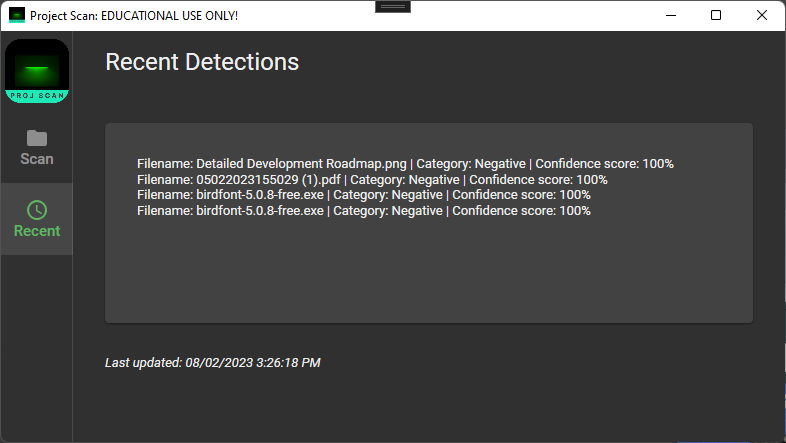 Project Scan: EDUCATIONAL USE ONLY!
PROJ SCAN
Scan
Recent
Recent Detections
Filename: Detailed Development Roadmap.png | Category: Negative | Confidence score: 100%
Filename: 05022023155029 (1).pdf | Category: Negative | Confidence score: 100%
Filename: birdfont-5.0.8-free.exe | Category: Negative | Confidence score: 100%
Filename: birdfont-5.0.8-free.exe | Category: Negative | Confidence score: 100%
Last updated: 08/02/2023 3:26:18 PM